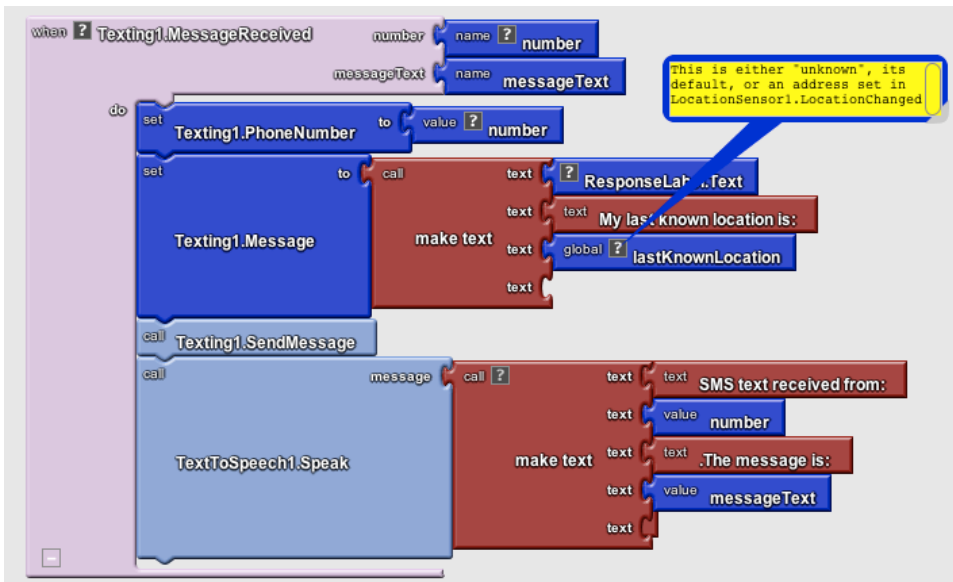 when ? Texting1.MessageReceived number name ? number
messageText name messageText
This is either "unknown", its
default, or an address set in
LocationSensor1.LocationChanged
do
set Texting1.PhoneNumber to value ? number
set Texting1.Message to call make text
text ? ResponseLabel.Text
text text My last known location is:
text global ? lastKnownLocation
text
call Texting1.SendMessage
call TextToSpeech1.Speak message call ? make text
text text SMS text received from:
text value number
text text .The message is:
text value messageText
text